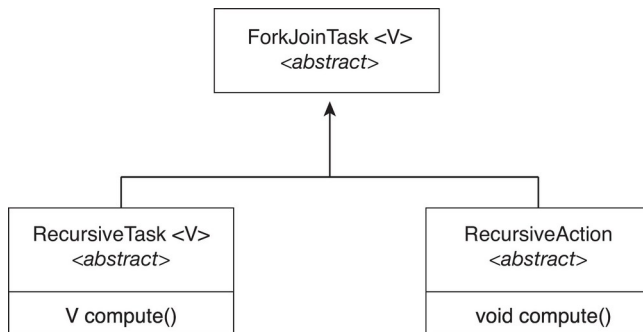 ForkJoinTask <V>
<abstract>
RecursiveTask <V>
<abstract>
V compute()
RecursiveAction
<abstract>
void compute()